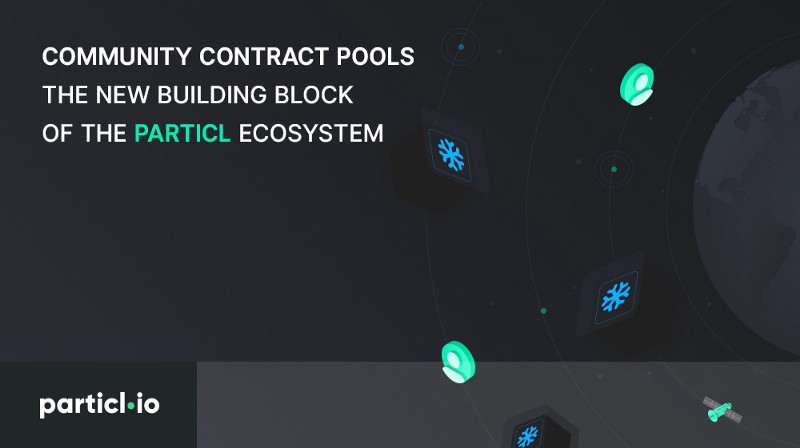 COMMUNITY CONTRACT POOLS
THE NEW BUILDING BLOCK
OF THE PARTICL ECOSYSTEM
particl.io